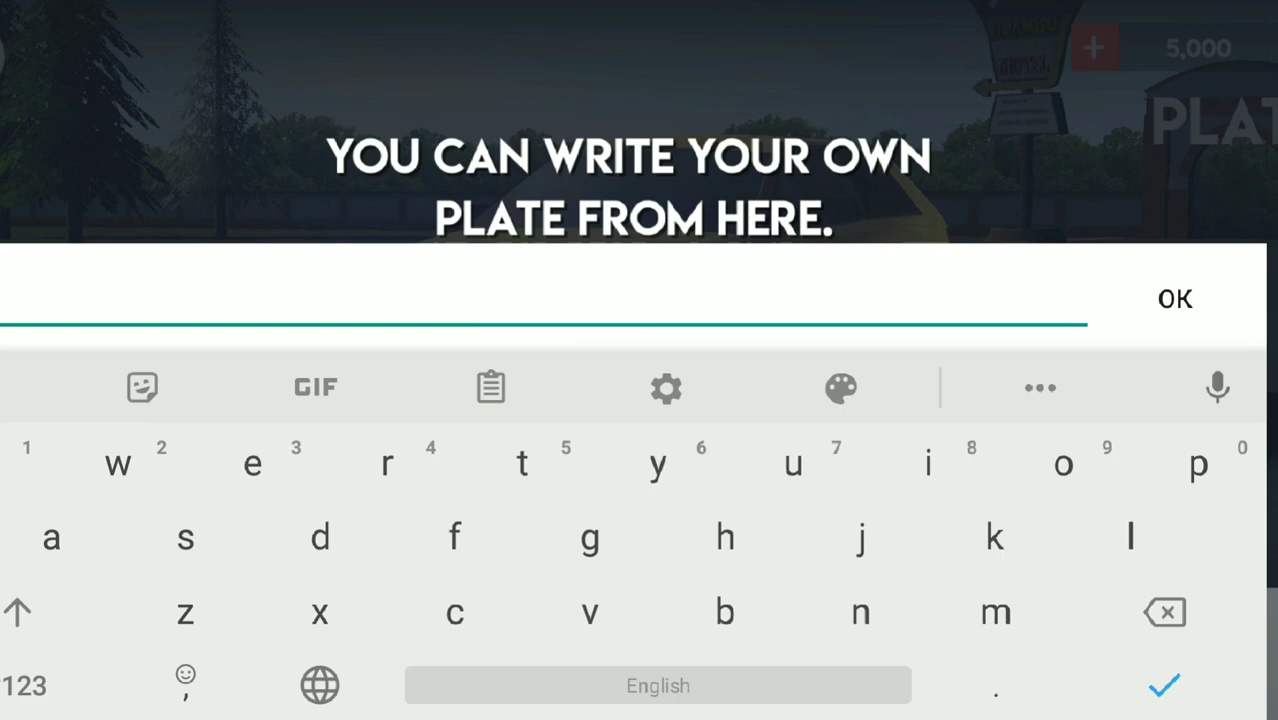 5,000
PLAT
YOU CAN WRITE YOUR OWN
PLATE FROM HERE.
OK
GIF
1 2 3 4 5 6 7 8 9 0
w e r t y u i o p
a s d f g h j k l
z x c v b n m
123 , English .